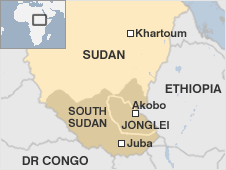 Khartoum
SUDAN
ETHIOPIA
Akobo
SOUTH
SUDAN
JONGLEI
Juba
DR CONGO